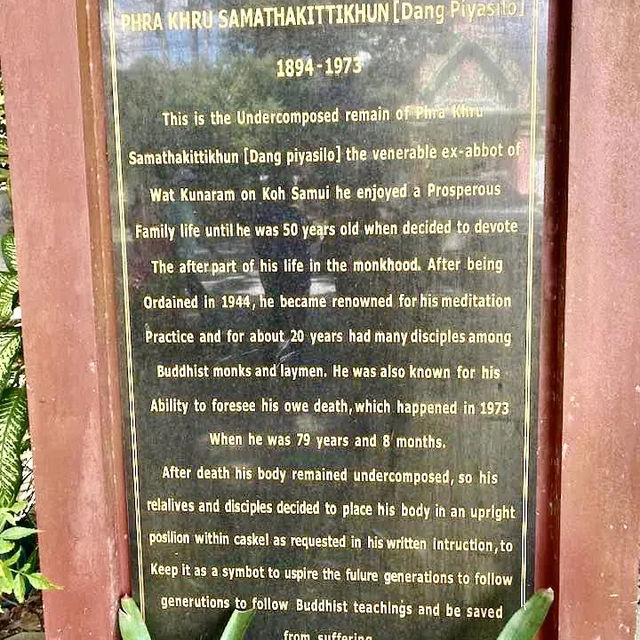 PHRA KHRU SAMATHAKITTIKHUN [Dang Piyasilo]
1894-1973
This is the Undercomposed remain of Phra Khru
Samathakittikhun [Dang piyasilo] the venerable ex-abbot of
Wat Kunaram on Koh Samui he enjoyed a Prosperous
Family life until he was 50 years old when decided to devote
The after part of his life in the monkhood. After being
Ordained in 1944, he became renowned for his meditation
Practice and for about 20 years had many disciples among
Buddhist monks and laymen. He was also known for his
Ability to foresee his owe death, which happened in 1973
When he was 79 years and 8 months.
After death his body remained undercomposed, so his
relalives and disciples decided to place his body in an upright
posilion within caskel as requested in his written intruction, to
Keep it as a symbot to uspire the fulure generations to follow
generutions to follow Buddhist teachings and be saved
from suffering